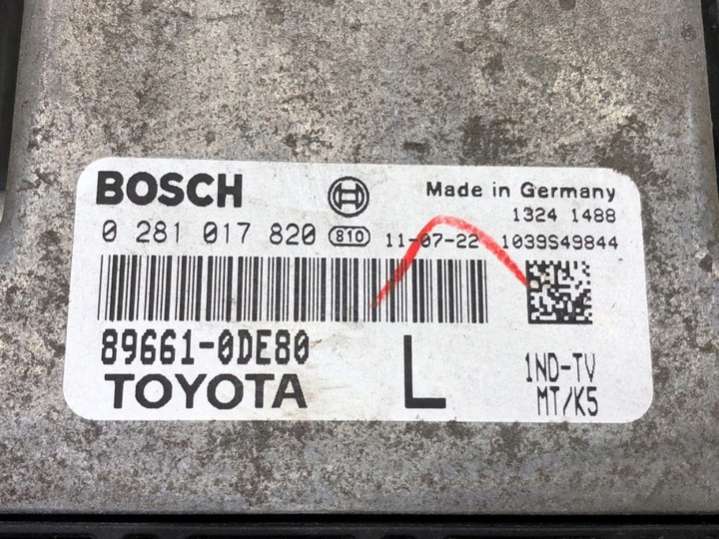 BOSCH
Made in Germany
1324 1488
0 281 017 820 810 11-07-22 1039S49844
89661-0DE80
TOYOTA
L
1ND-TV
MT/K5